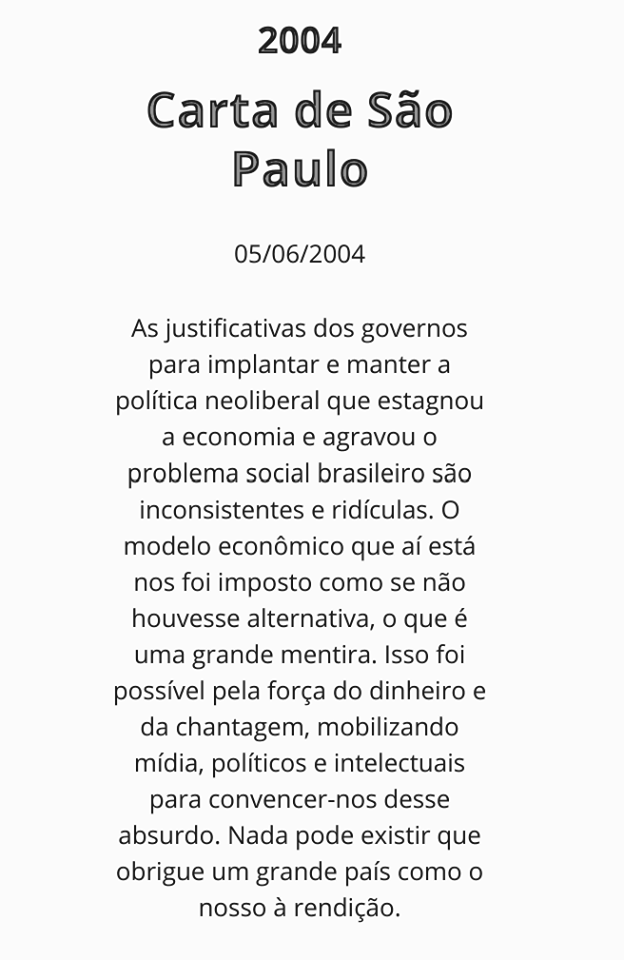 2004
Carta de São
Paulo
05/06/2004
As justificativas dos governos
para implantar e manter a
política neoliberal que estagnou
a economia e agravou o
problema social brasileiro são
inconsistentes e ridículas. O
modelo econômico que aí está
nos foi imposto como se não
houvesse alternativa, o que é
uma grande mentira. Isso foi
possível pela força do dinheiro e
da chantagem, mobilizando
mídia, políticos e intelectuais
para convencer-nos desse
absurdo. Nada pode existir que
obrigue um grande país como o
nosso à rendição.